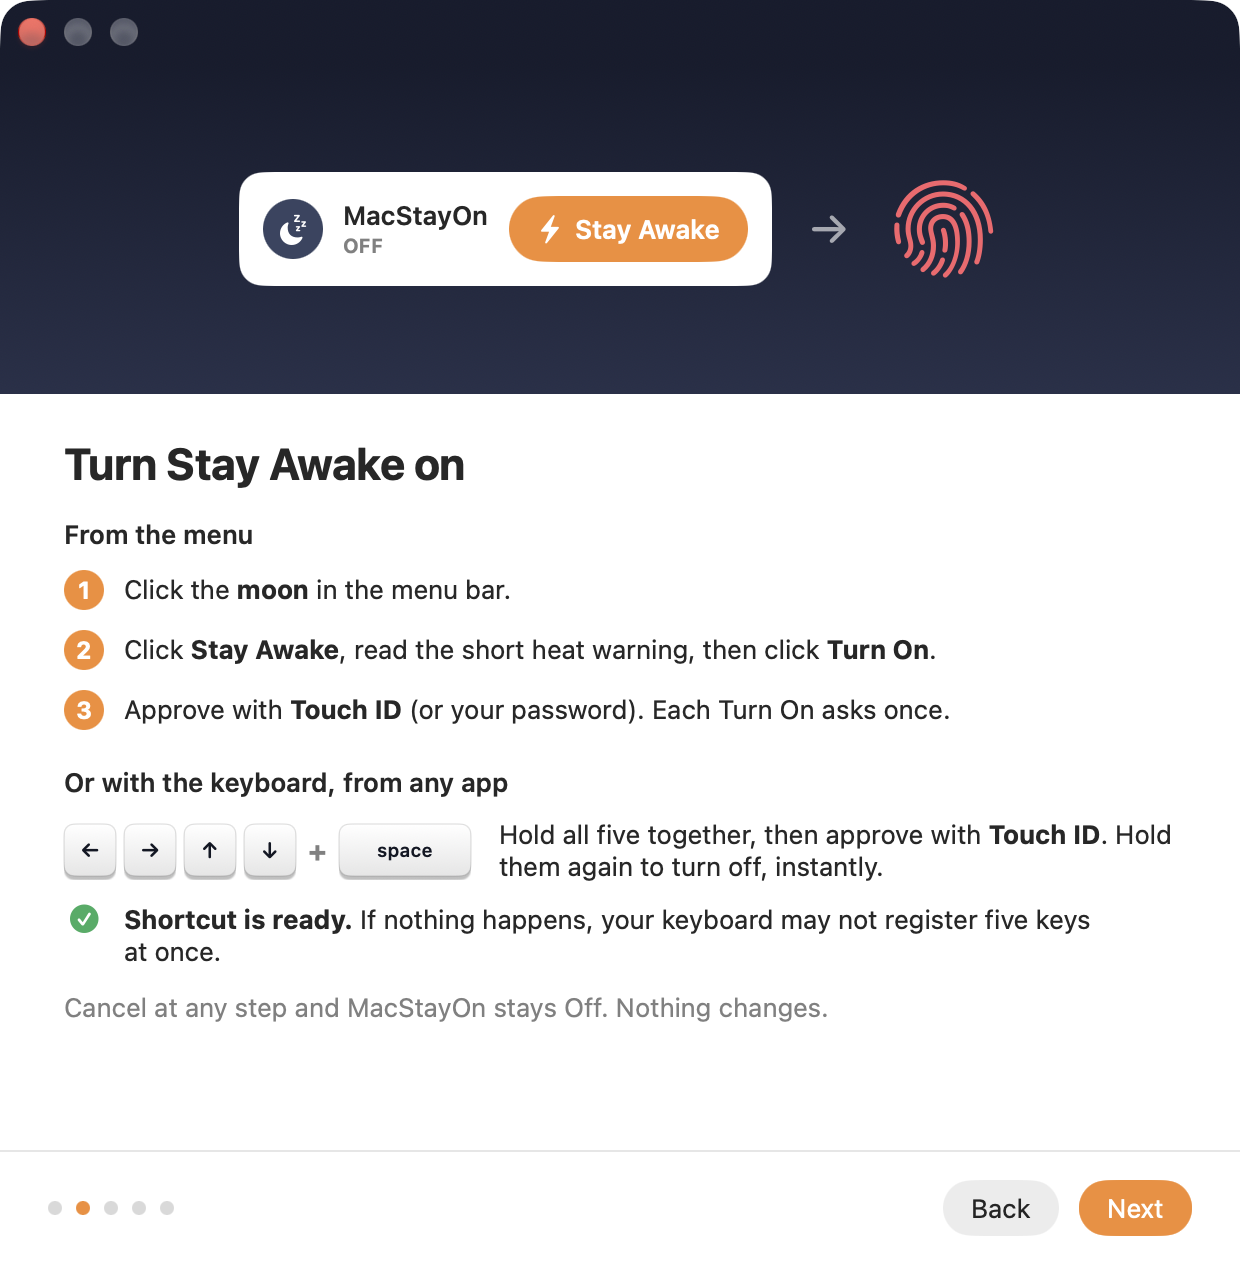 MacStayOn
OFF
Stay Awake
Turn Stay Awake on
From the menu
1 Click the moon in the menu bar.
2 Click Stay Awake, read the short heat warning, then click Turn On.
3 Approve with Touch ID (or your password). Each Turn On asks once.
Or with the keyboard, from any app
← → ↑ ↓ + space
Hold all five together, then approve with Touch ID. Hold
them again to turn off, instantly.
Shortcut is ready. If nothing happens, your keyboard may not register five keys
at once.
Cancel at any step and MacStayOn stays Off. Nothing changes.
Back
Next